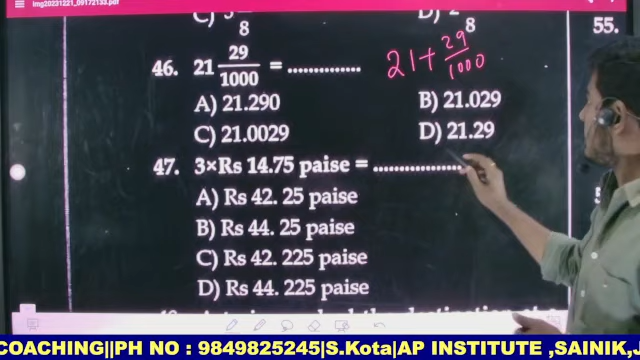 img20231221_09172133.pdf
C) 3
8
D) 2
8
55.
46. 21 29/1000 = ..............
21 + 29/1000
A) 21.290
B) 21.029
C) 21.0029
D) 21.29
47. 3×Rs 14.75 paise = ..................
A) Rs 42. 25 paise
B) Rs 44. 25 paise
C) Rs 42. 225 paise
D) Rs 44. 225 paise
COACHING||PH NO : 9849825245|S.Kota|AP INSTITUTE ,SAINIK,